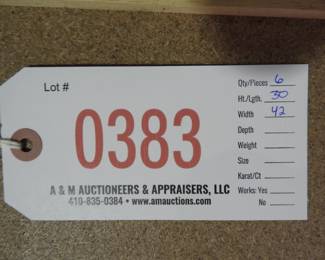 Lot #
0383
A & M AUCTIONEERS & APPRAISERS, LLC
410-835-0384 • www.amauctions.com
Qty/Pieces 6
Ht./Lgth. 30
Width 42
Depth
Weight
Size
Karat/Ct
Works: Yes
No